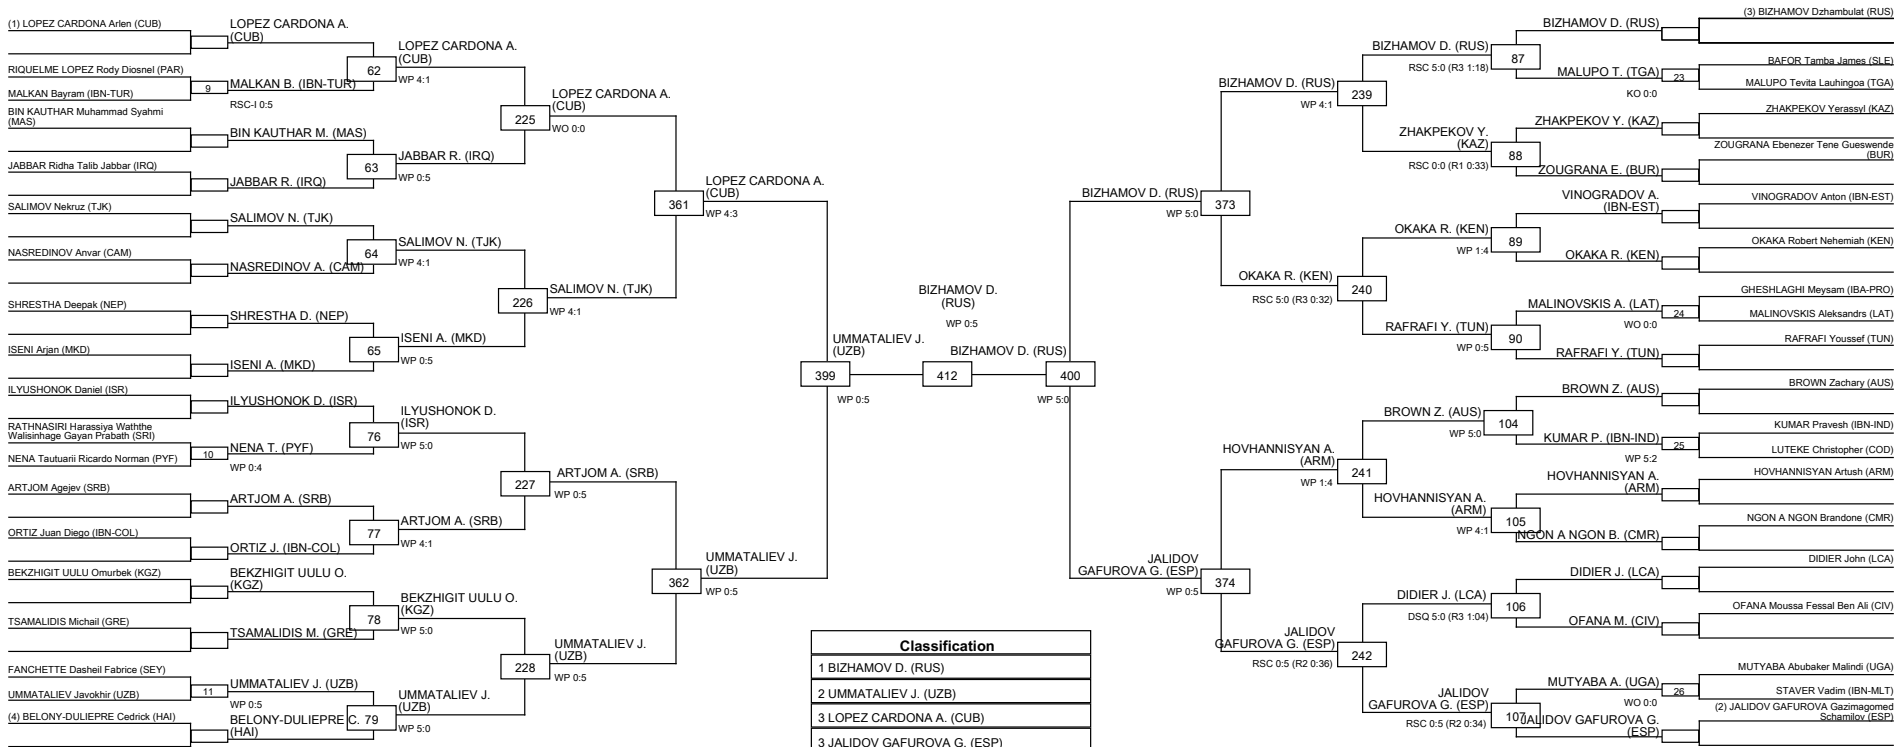 (1) LOPEZ CARDONA Arlen (CUB)
RIQUELME LOPEZ Rody Diosnel (PAR)
MALKAN Bayram (IBN-TUR)
BIN KAUTHAR Muhammad Syahmi
(MAS)
JABBAR Ridha Talib Jabbar (IRQ)
SALIMOV Nekruz (TJK)
NASREDINOV Anvar (CAM)
SHRESTHA Deepak (NEP)
ISENI Arjan (MKD)
ILYUSHONOK Daniel (ISR)
RATHNASIRI Harassiya Waththe
Walisinhage Gayan Prabath (SRI)
NENA Tautuarii Ricardo Norman (PYF)
ARTJOM Agejev (SRB)
ORTIZ Juan Diego (IBN-COL)
BEKZHIGIT UULU Omurbek (KGZ)
TSAMALIDIS Michail (GRE)
FANCHETTE Dasheil Fabrice (SEY)
UMMATALIEV Javokhir (UZB)
(4) BELONY-DULIEPRE Cedrick (HAI)
9
10
11
LOPEZ CARDONA A.
(CUB)
MALKAN B. (IBN-TUR)
RSC-I 0:5
BIN KAUTHAR M. (MAS)
JABBAR R. (IRQ)
SALIMOV N. (TJK)
NASREDINOV A. (CAM)
SHRESTHA D. (NEP)
ISENI A. (MKD)
ILYUSHONOK D. (ISR)
NENA T. (PYF)
WP 0:4
ARTJOM A. (SRB)
ORTIZ J. (IBN-COL)
BEKZHIGIT UULU O.
(KGZ)
TSAMALIDIS M. (GRE)
UMMATALIEV J. (UZB)
WP 0:5
BELONY-DULIEPRE C.
(HAI)
62
63
64
65
76
77
78
79
LOPEZ CARDONA A.
(CUB)
WP 4:1
JABBAR R. (IRQ)
WP 0:5
SALIMOV N. (TJK)
WP 4:1
ISENI A. (MKD)
WP 0:5
ILYUSHONOK D.
(ISR)
WP 5:0
ARTJOM A. (SRB)
WP 4:1
BEKZHIGIT UULU O.
(KGZ)
WP 5:0
UMMATALIEV J.
(UZB)
WP 5:0
225
226
227
228
LOPEZ CARDONA A.
(CUB)
WO 0:0
SALIMOV N. (TJK)
WP 4:1
ARTJOM A. (SRB)
WP 0:5
UMMATALIEV J.
(UZB)
WP 0:5
361
362
LOPEZ CARDONA A.
(CUB)
WP 4:3
UMMATALIEV J.
(UZB)
WP 0:5
399
UMMATALIEV J.
(UZB)
WP 0:5
BIZHAMOV D.
(RUS)
WP 0:5
412
BIZHAMOV D. (RUS)
400
WP 5:0
BIZHAMOV D. (RUS)
WP 5:0
373
JALIDOV
GAFUROVA G. (ESP)
WP 0:5
374
BIZHAMOV D. (RUS)
WP 4:1
239
OKAKA R. (KEN)
RSC 5:0 (R3 0:32)
240
HOVHANNISYAN A.
(ARM)
WP 1:4
241
JALIDOV
GAFUROVA G. (ESP)
RSC 0:5 (R2 0:36)
242
BIZHAMOV D. (RUS)
RSC 5:0 (R3 1:18)
87
ZHAKPEKOV Y.
(KAZ)
RSC 0:0 (R1 0:33)
88
OKAKA R. (KEN)
WP 1:4
89
RAFRAFI Y. (TUN)
WP 0:5
90
BROWN Z. (AUS)
WP 5:0
104
HOVHANNISYAN A.
(ARM)
WP 4:1
105
DIDIER J. (LCA)
DSQ 5:0 (R3 1:04)
106
JALIDOV
GAFUROVA G. (ESP)
RSC 0:5 (R2 0:34)
107
BIZHAMOV D. (RUS)
MALUPO T. (TGA)
KO 0:0
ZHAKPEKOV Y. (KAZ)
ZOUGRANA E. (BUR)
VINOGRADOV A.
(IBN-EST)
OKAKA R. (KEN)
MALINOVSKIS A. (LAT)
WO 0:0
RAFRAFI Y. (TUN)
BROWN Z. (AUS)
KUMAR P. (IBN-IND)
WP 5:2
HOVHANNISYAN A.
(ARM)
NGON A NGON B. (CMR)
DIDIER J. (LCA)
OFANA M. (CIV)
MUTYABA A. (UGA)
WO 0:0
JALIDOV GAFUROVA G.
(ESP)
23
24
25
26
(3) BIZHAMOV Dzhambulat (RUS)
BAFOR Tamba James (SLE)
MALUPO Tevita Lauhingoa (TGA)
ZHAKPEKOV Yerassyl (KAZ)
ZOUGRANA Ebenezer Tene Gueswende
(BUR)
VINOGRADOV Anton (IBN-EST)
OKAKA Robert Nehemiah (KEN)
GHESHLAGHI Meysam (IBA-PRO)
MALINOVSKIS Aleksandrs (LAT)
RAFRAFI Youssef (TUN)
BROWN Zachary (AUS)
KUMAR Pravesh (IBN-IND)
LUTEKE Christopher (COD)
HOVHANNISYAN Artush (ARM)
NGON A NGON Brandone (CMR)
DIDIER John (LCA)
OFANA Moussa Fessal Ben Ali (CIV)
MUTYABA Abubaker Malindi (UGA)
STAVER Vadim (IBN-MLT)
(2) JALIDOV GAFUROVA Gazimagomed
Schamilov (ESP)
Classification
1 BIZHAMOV D. (RUS)
2 UMMATALIEV J. (UZB)
3 LOPEZ CARDONA A. (CUB)
3 JALIDOV GAFUROVA G. (ESP)